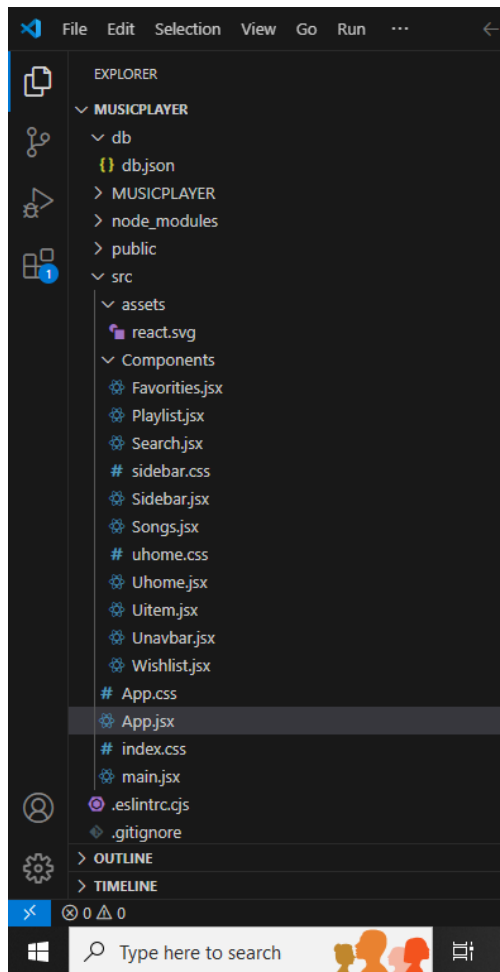 File Edit Selection View Go Run ···
EXPLORER
MUSICPLAYER
db
{} db.json
MUSICPLAYER
node_modules
public
src
assets
react.svg
Components
Favorities.jsx
Playlist.jsx
Search.jsx
# sidebar.css
Sidebar.jsx
Songs.jsx
# uhome.css
Uhome.jsx
Uitem.jsx
Unavbar.jsx
Wishlist.jsx
# App.css
App.jsx
# index.css
main.jsx
.eslintrc.cjs
.gitignore
OUTLINE
TIMELINE
1
0 0
Type here to search